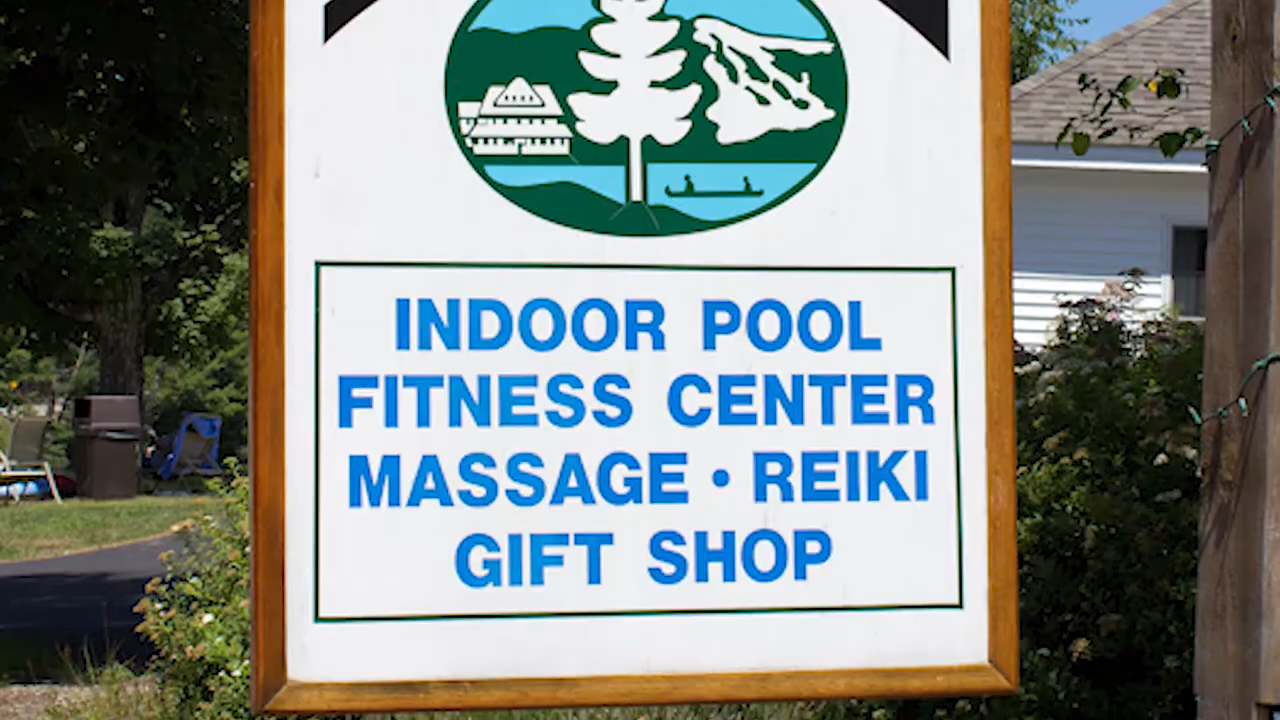 INDOOR POOL
FITNESS CENTER
MASSAGE • REIKI
GIFT SHOP